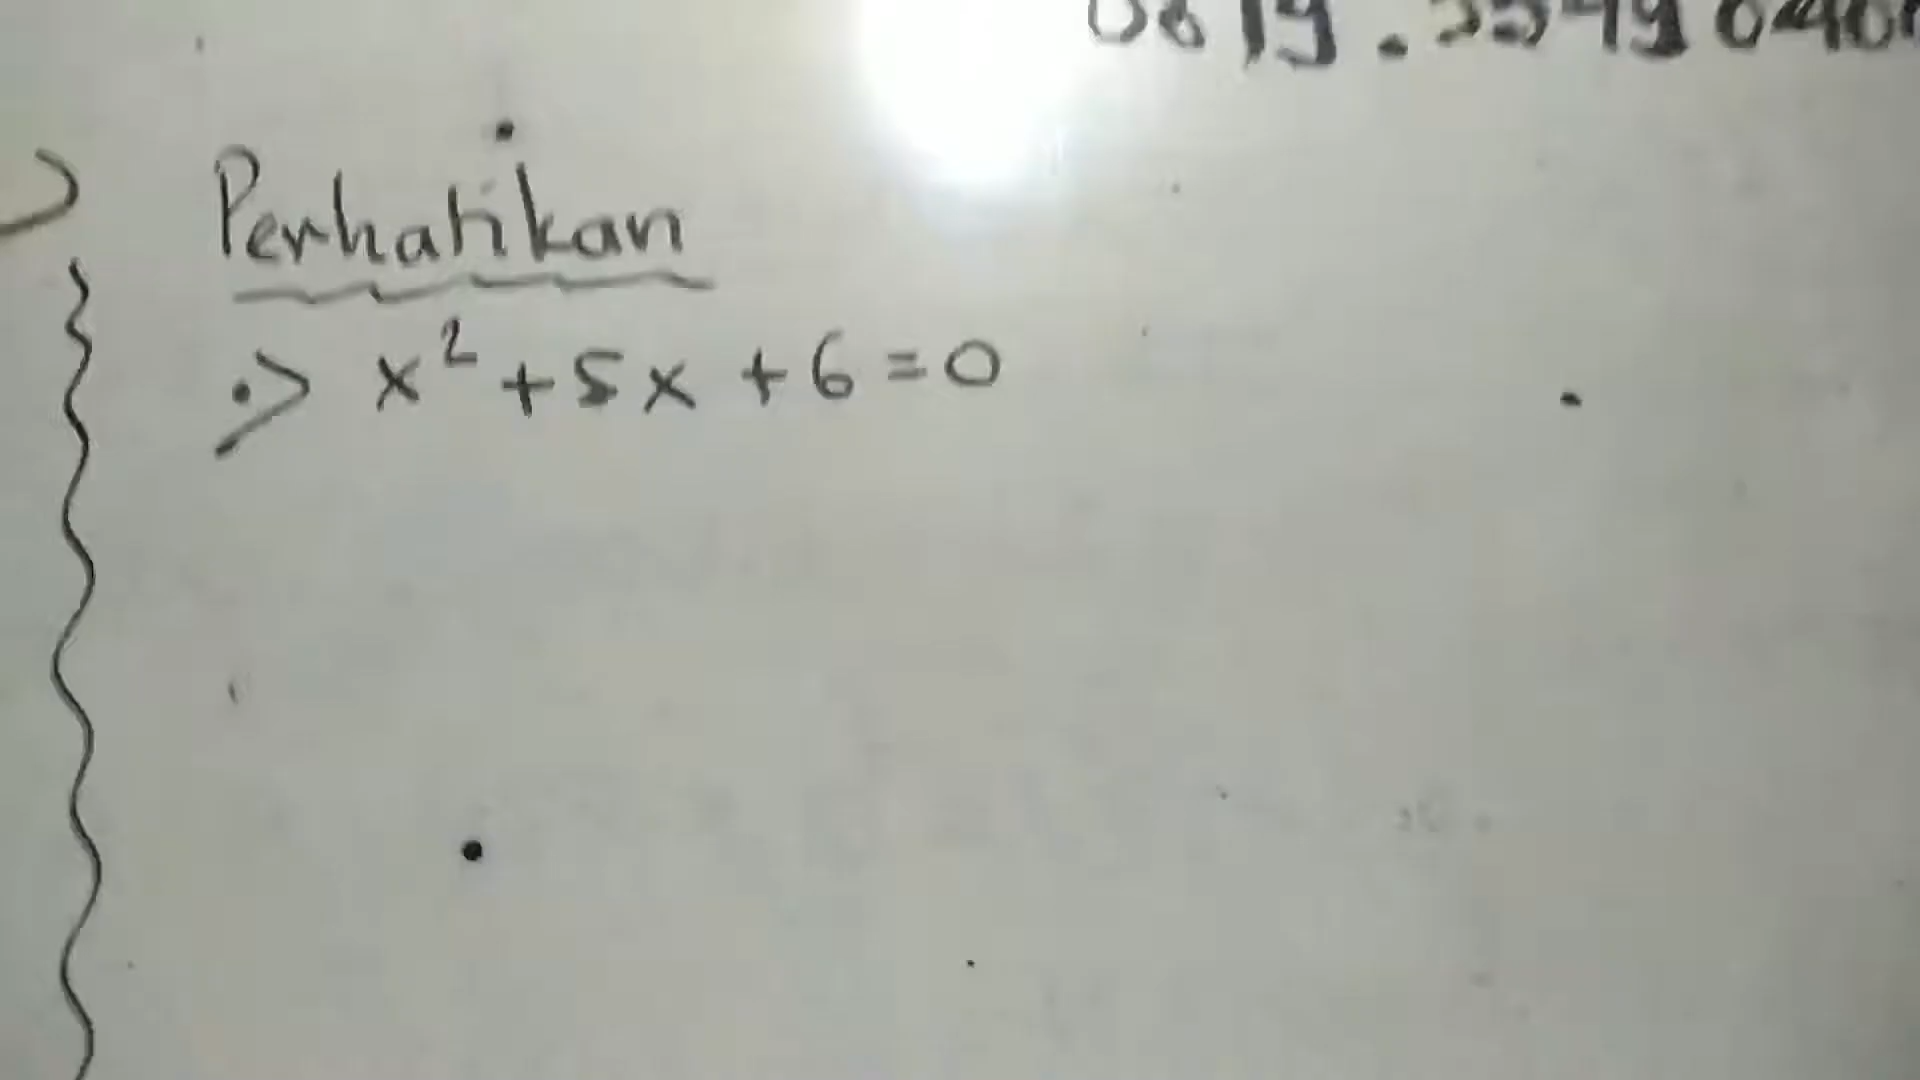 Perhatikan
•> x² + 5x + 6 = 0